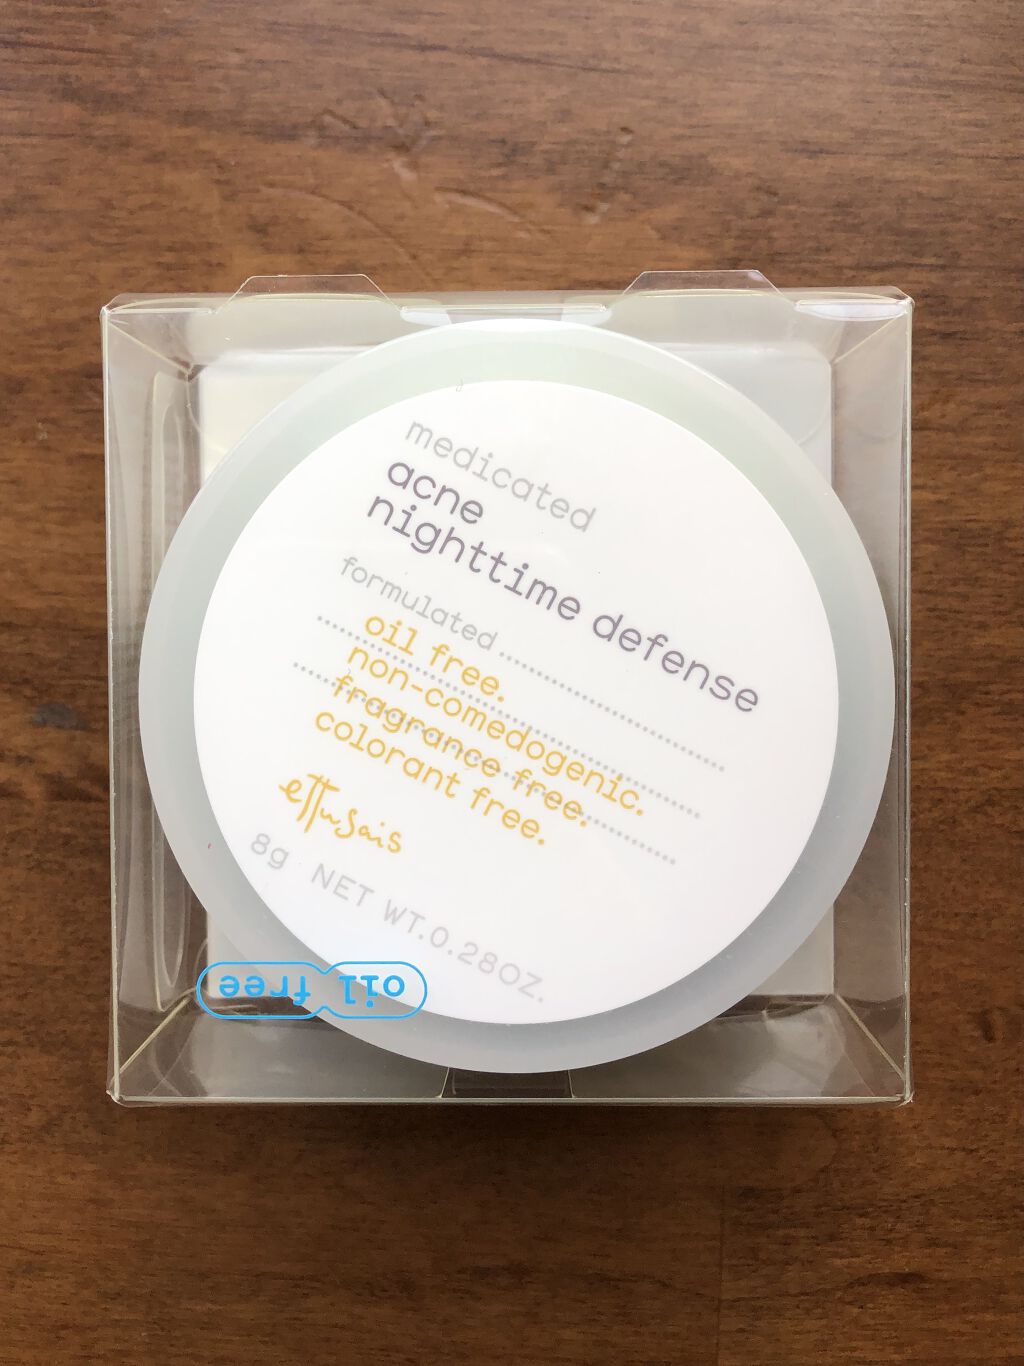 medicated
acne
nighttime defense
formulated
oil free.
non-comedogenic.
fragrance free.
colorant free.
ettusais
8g NET WT.0.28OZ.
oil free